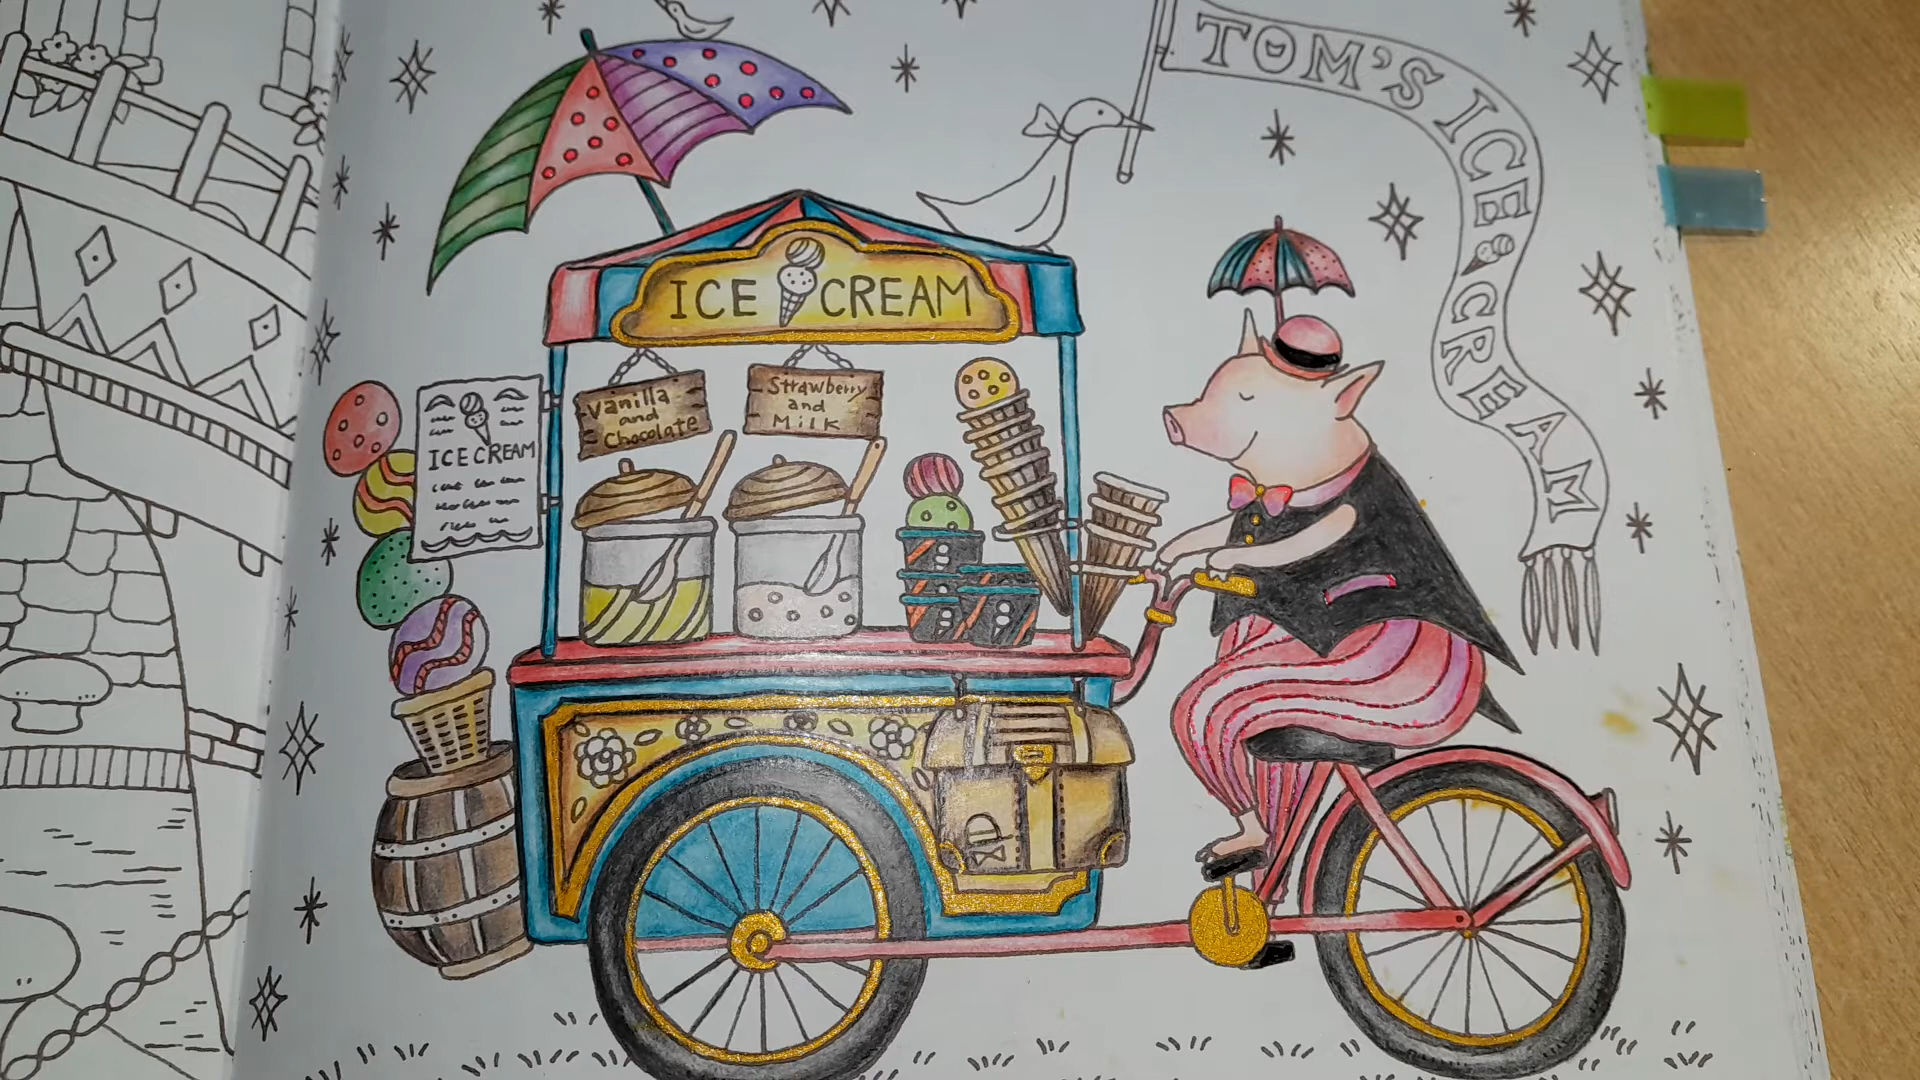 TOM'S ICE CREAM
ICE CREAM
Vanilla
and
Chocolate
Strawberry
and
Milk
ICE CREAM